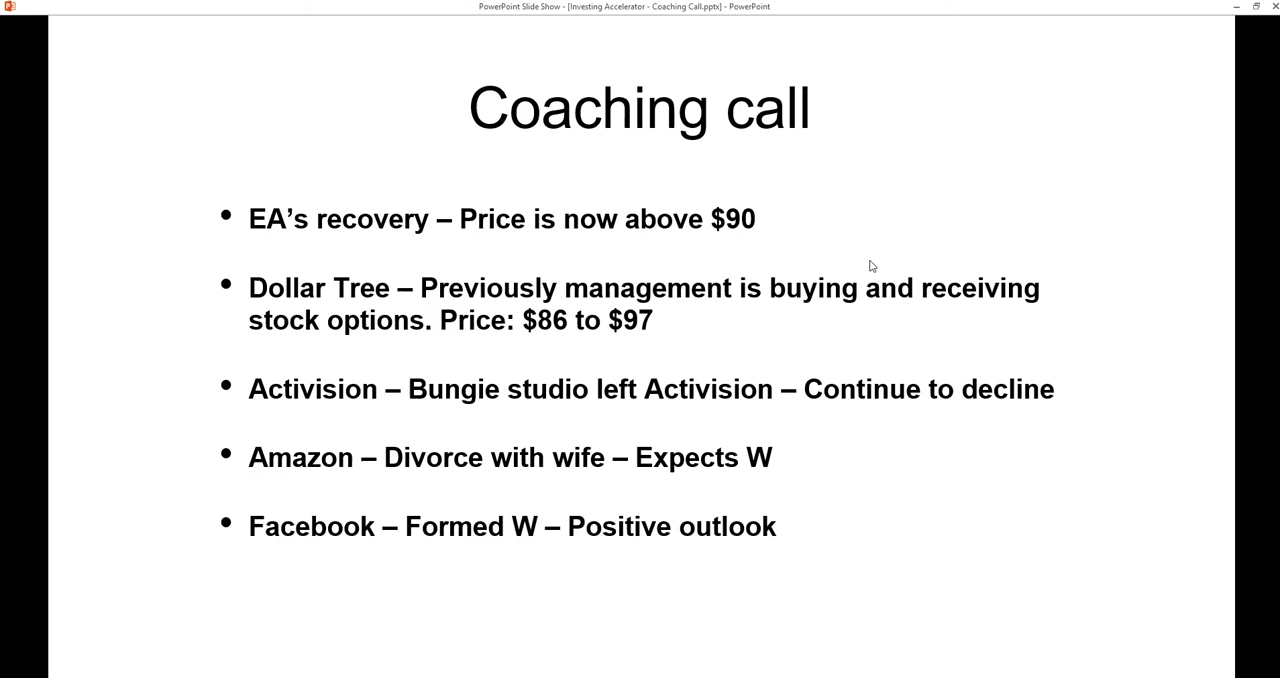 PowerPoint Slide Show - [Investing Accelerator - Coaching Call.pptx] - PowerPoint
Coaching call
• EA’s recovery – Price is now above $90
• Dollar Tree – Previously management is buying and receiving
stock options. Price: $86 to $97
• Activision – Bungie studio left Activision – Continue to decline
• Amazon – Divorce with wife – Expects W
• Facebook – Formed W – Positive outlook